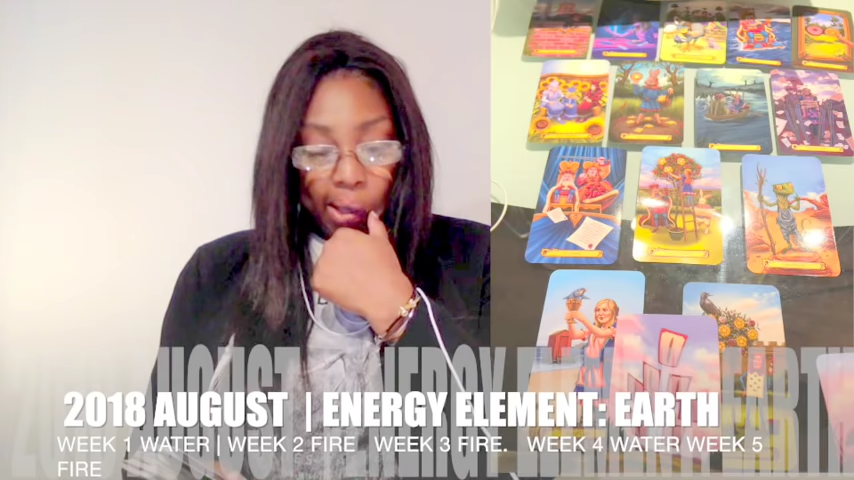 2018 AUGUST | ENERGY ELEMENT: EARTH
WEEK 1 WATER | WEEK 2 FIRE WEEK 3 FIRE. WEEK 4 WATER WEEK 5
FIRE